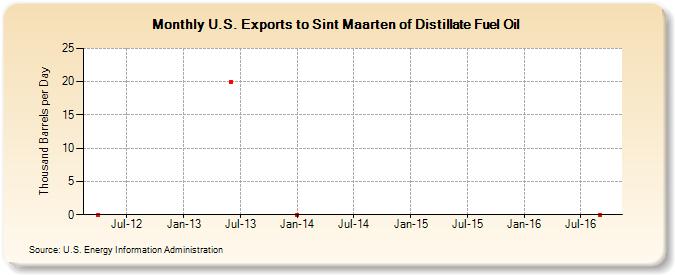 Monthly U.S. Exports to Sint Maarten of Distillate Fuel Oil
Thousand Barrels per Day
25
20
15
10
5
0
Jul-12 Jan-13 Jul-13 Jan-14 Jul-14 Jan-15 Jul-15 Jan-16 Jul-16
Source: U.S. Energy Information Administration